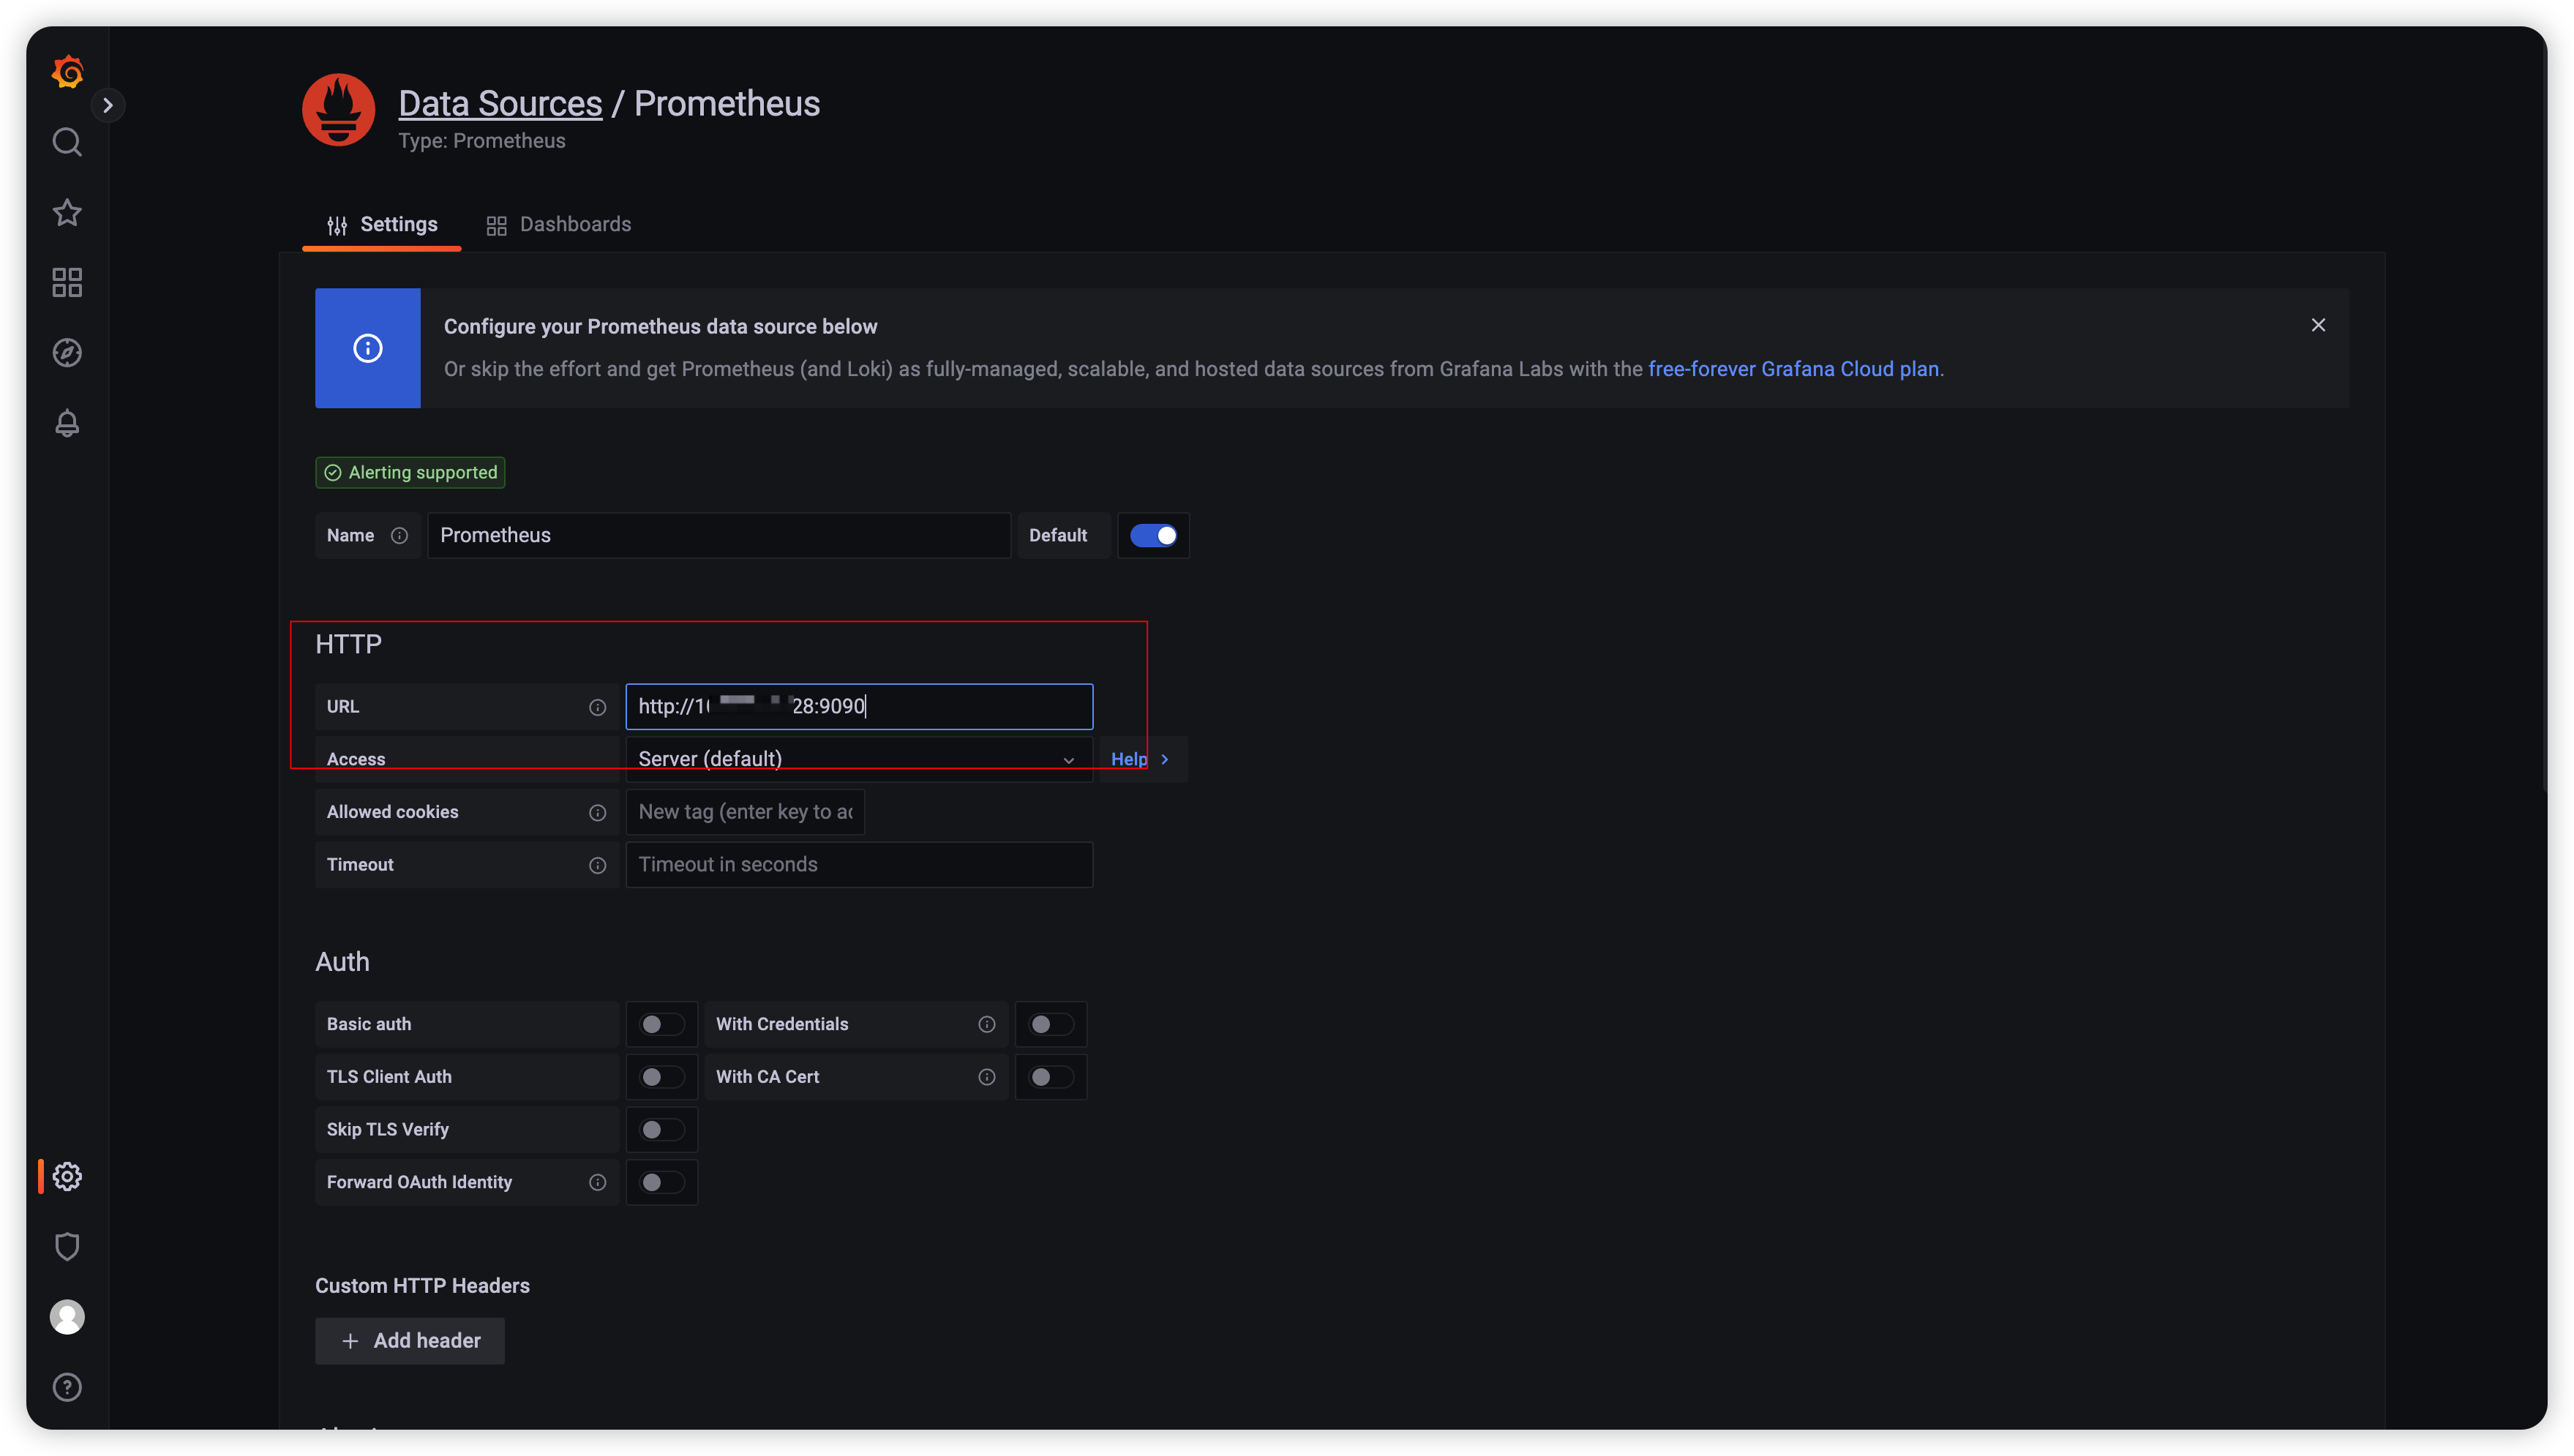 Data Sources / Prometheus
Type: Prometheus
Settings Dashboards
Configure your Prometheus data source below
Or skip the effort and get Prometheus (and Loki) as fully-managed, scalable, and hosted data sources from Grafana Labs with the free-forever Grafana Cloud plan.
Alerting supported
Name Prometheus Default
HTTP
URL http://1 28:9090
Access Server (default) Help
Allowed cookies New tag (enter key to ac
Timeout Timeout in seconds
Auth
Basic auth With Credentials
TLS Client Auth With CA Cert
Skip TLS Verify
Forward OAuth Identity
Custom HTTP Headers
Add header